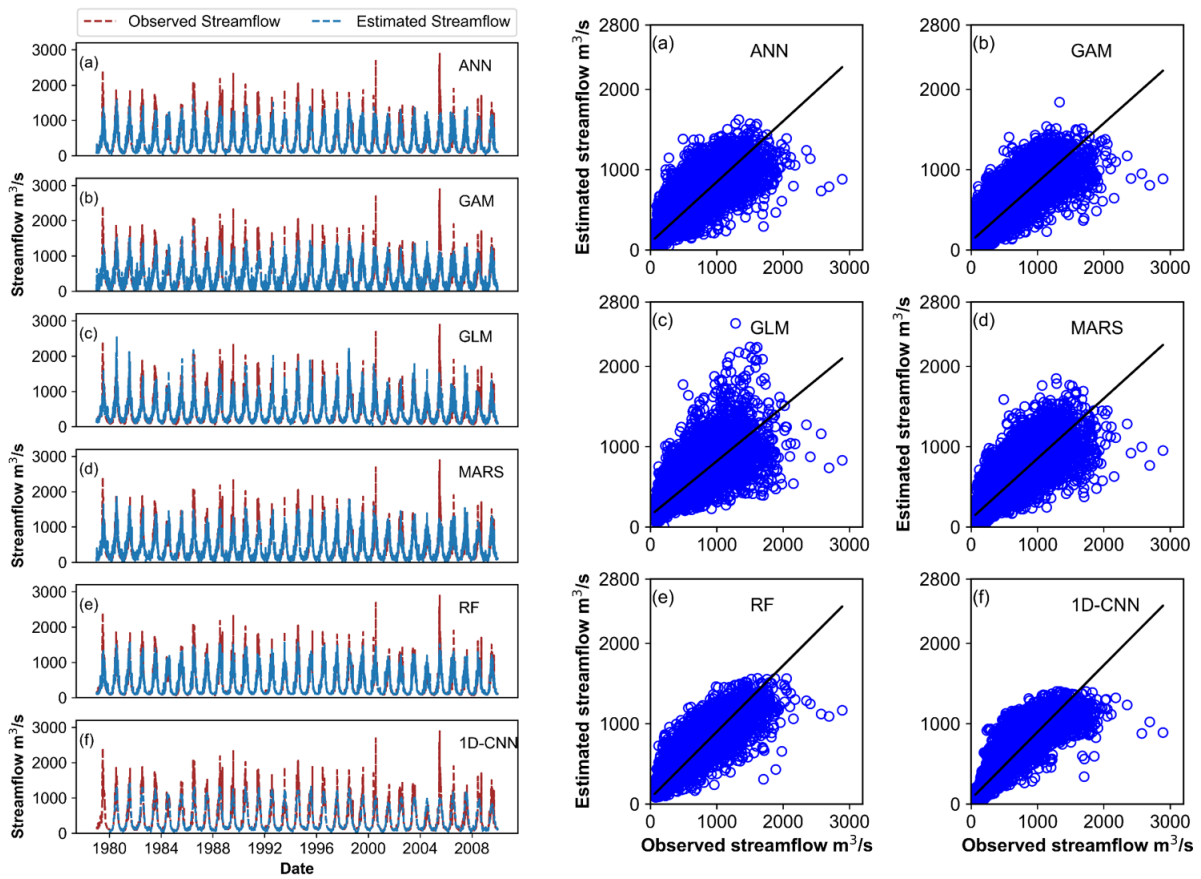 Observed Streamflow Estimated Streamflow
(a) ANN
3000
2000
1000
0
(b) GAM
3000
2000
1000
0
Streamflow m³/s
(c) GLM
3000
2000
1000
0
Streamflow m³/s
(d) MARS
3000
2000
1000
0
Streamflow m³/s
(e) RF
3000
2000
1000
0
(f) 1D-CNN
3000
2000
1000
0
Streamflow m³/s
1980 1984 1988 1992 1996 2000 2004 2008
Date
(a) ANN
2800
2000
1000
0
0 1000 2000 3000
Estimated streamflow m³/s
(b) GAM
2800
2000
1000
0
0 1000 2000 3000
(c) GLM
2800
2000
1000
0
0 1000 2000 3000
(d) MARS
2800
2000
1000
0
0 1000 2000 3000
Estimated streamflow m³/s
(e) RF
2800
2000
1000
0
0 1000 2000 3000
Estimated streamflow m³/s
Observed streamflow m³/s
(f) 1D-CNN
2800
2000
1000
0
0 1000 2000 3000
Observed streamflow m³/s